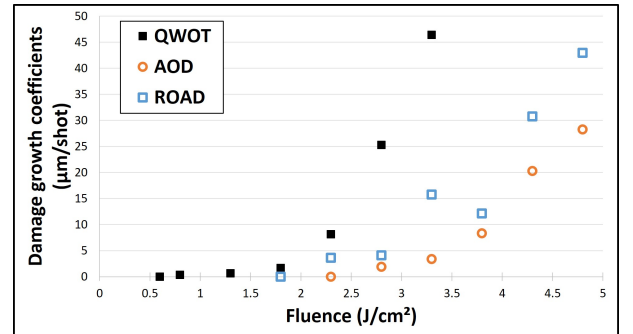 50
45
40
35
30
25
20
15
10
5
0
Damage growth coefficients
(µm/shot)
QWOT
AOD
ROAD
0 0.5 1 1.5 2 2.5 3 3.5 4 4.5 5
Fluence (J/cm²)